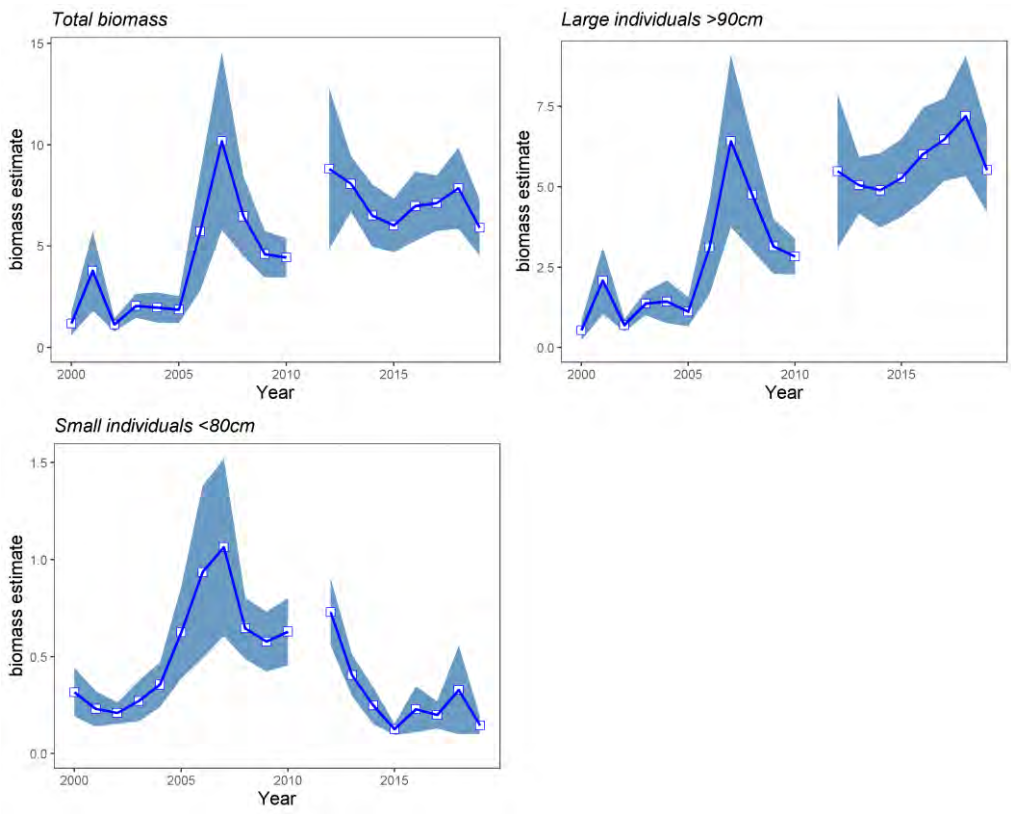 Total biomass
15
10
5
0
biomass estimate
2000
2005
2010
2015
Year
Large individuals >90cm
7.5
5.0
2.5
0.0
biomass estimate
2000
2005
2010
2015
Year
Small individuals <80cm
1.5
1.0
0.5
0.0
biomass estimate
2000
2005
2010
2015
Year